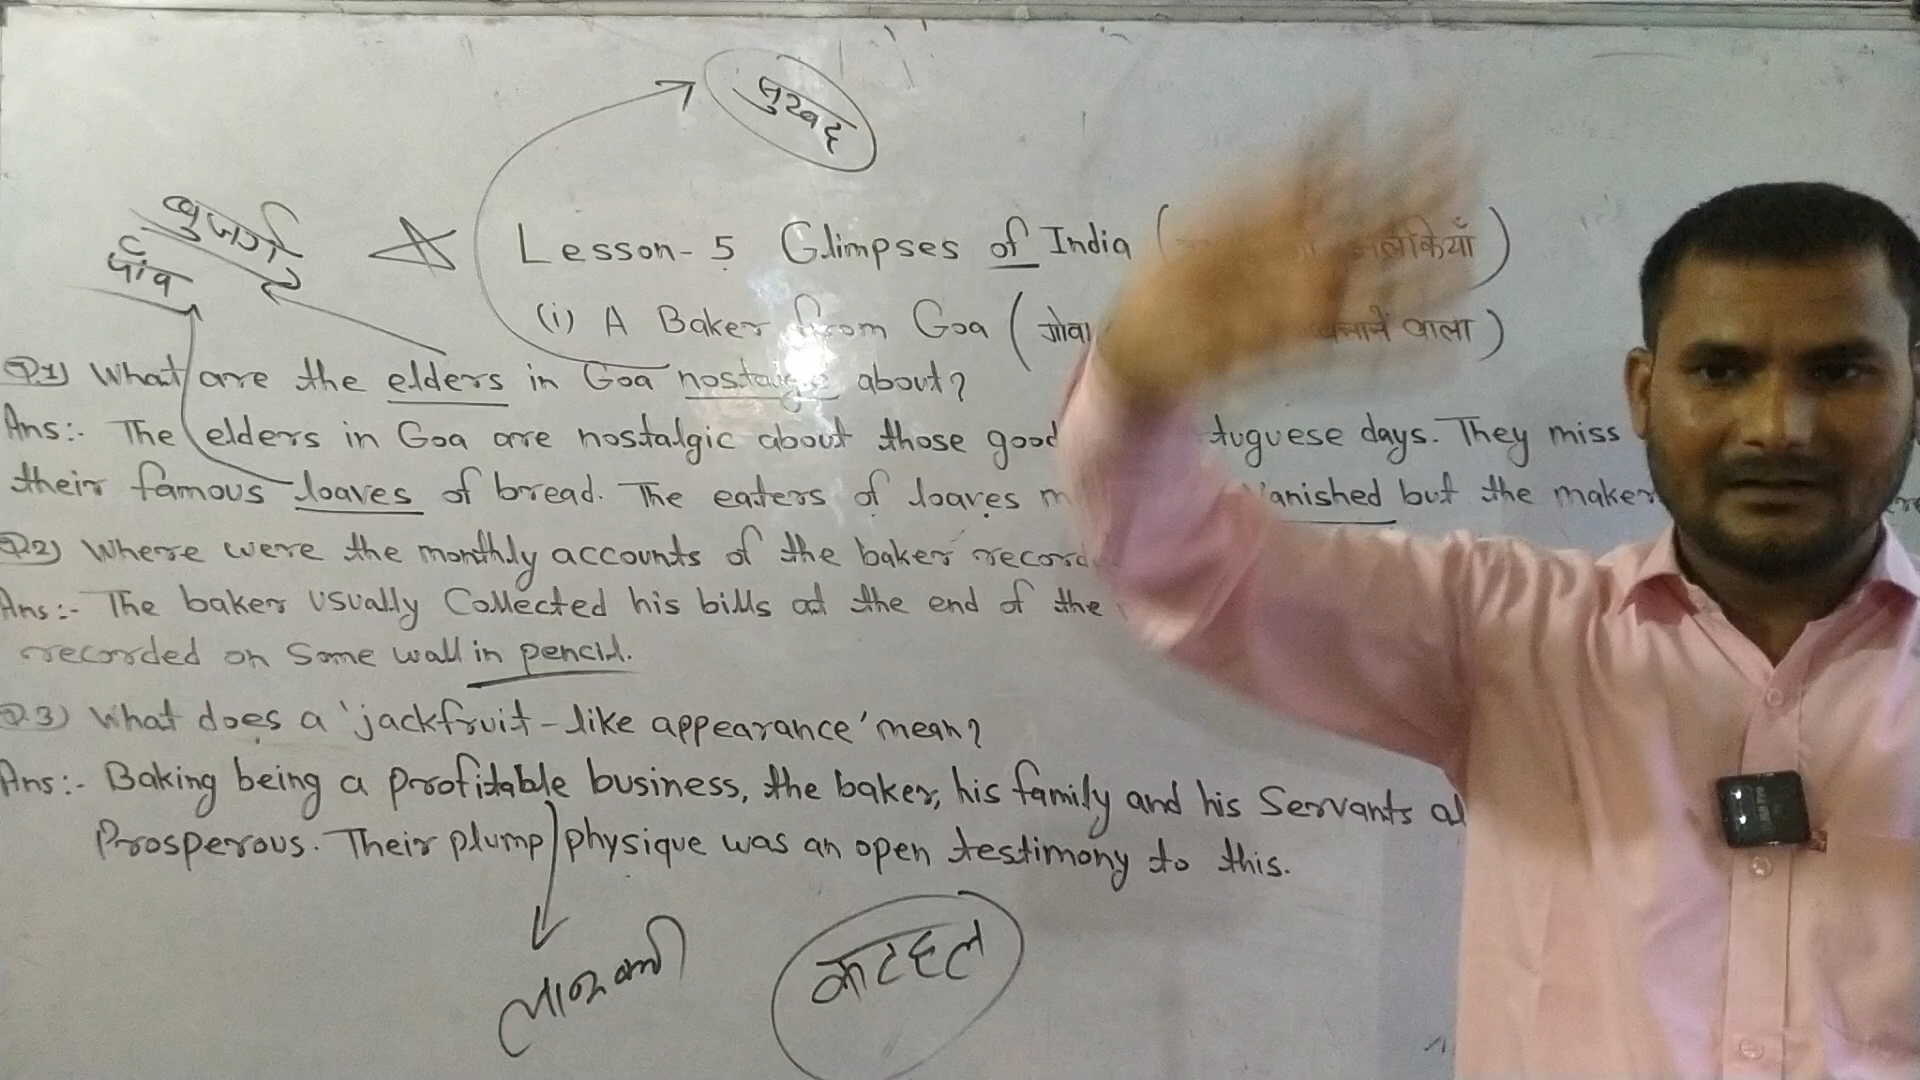 सुखद
बुजुर्ग
पांव
Lesson-5 Glimpses of India ( झलकियाँ)
(i) A Baker from Goa (गोवा बनाने वाला)
Q.1) What are the elders in Goa nostalgic about?
Ans:- The elders in Goa are nostalgic about those good tuguese days. They miss
their famous loaves of bread. The eaters of loaves m anished but the maker
Q.2) Where were the monthly accounts of the baker record
Ans:- The baker usually Collected his bills at the end of the
recorded on Some wall in pencil.
Q.3) What does a 'jackfruit-like appearance' mean?
Ans:- Baking being a Profitable business, the baker, his family and his Servants al
Prosperous. Their plump physique was an open testimony to this.
कटहल